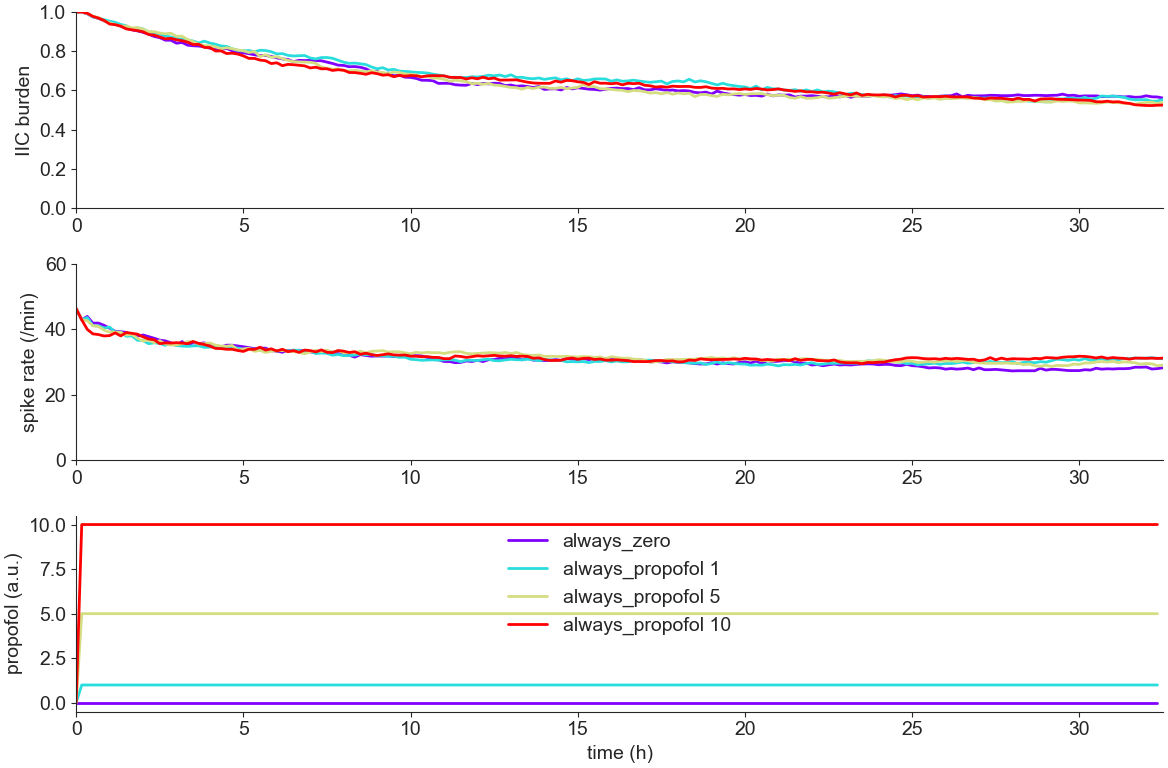 1.0
0.8
0.6
0.4
0.2
0.0
IIC burden
0 5 10 15 20 25 30
60
40
20
0
spike rate (/min)
0 5 10 15 20 25 30
10.0
7.5
5.0
2.5
0.0
propofol (a.u.)
always_zero
always_propofol 1
always_propofol 5
always_propofol 10
0 5 10 15 20 25 30
time (h)